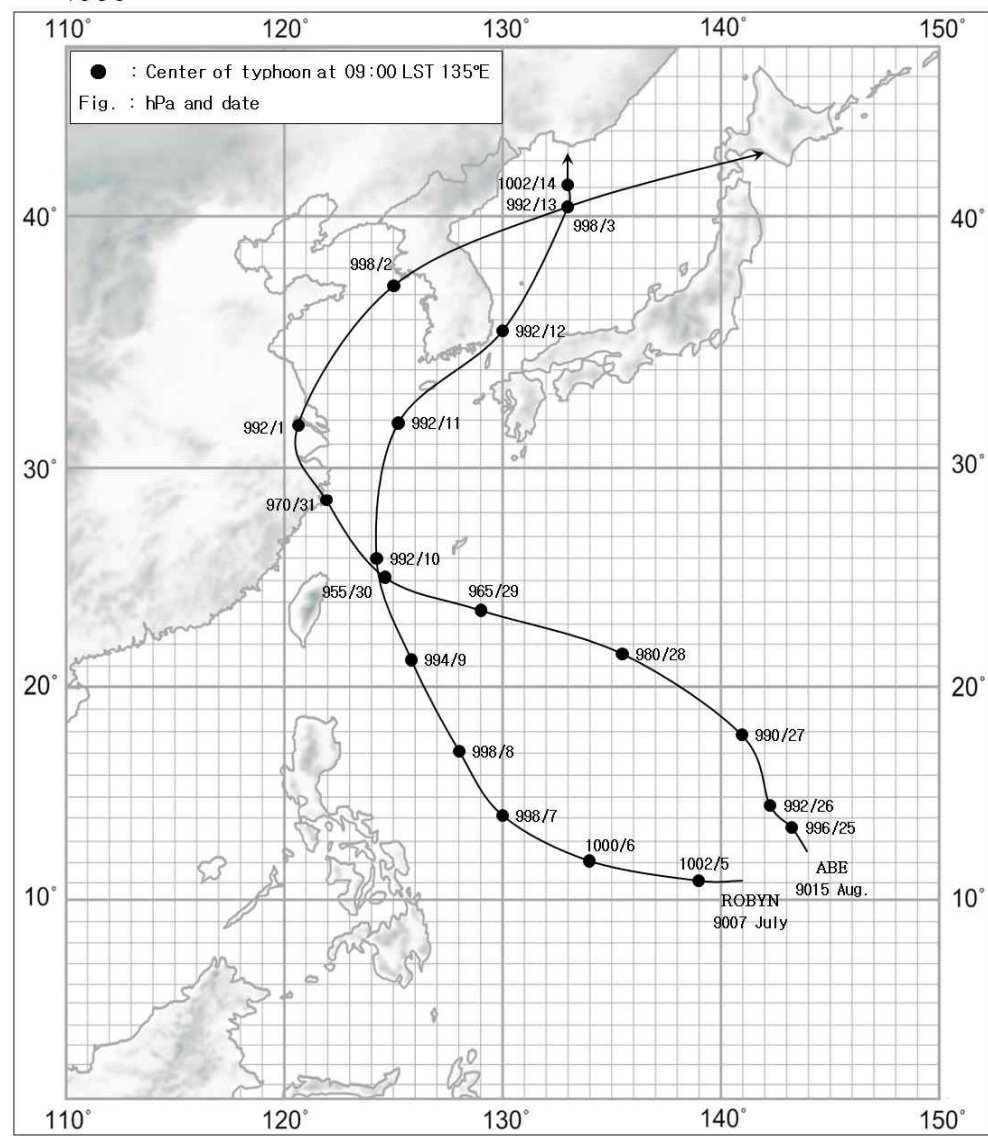 110° 120° 130° 140° 150°
● : Center of typhoon at 09:00 LST 135°E
Fig. : hPa and date
1002/14
992/13
40° 998/3 40°
998/2
992/12
992/1 992/11
30° 30°
970/31
992/10
955/30 965/29
994/9 980/28
20° 20°
990/27
998/8
992/26
998/7 996/25
1000/6
1002/5 ABE
9015 Aug.
10° ROBYN 10°
9007 July
110° 120° 130° 140° 150°